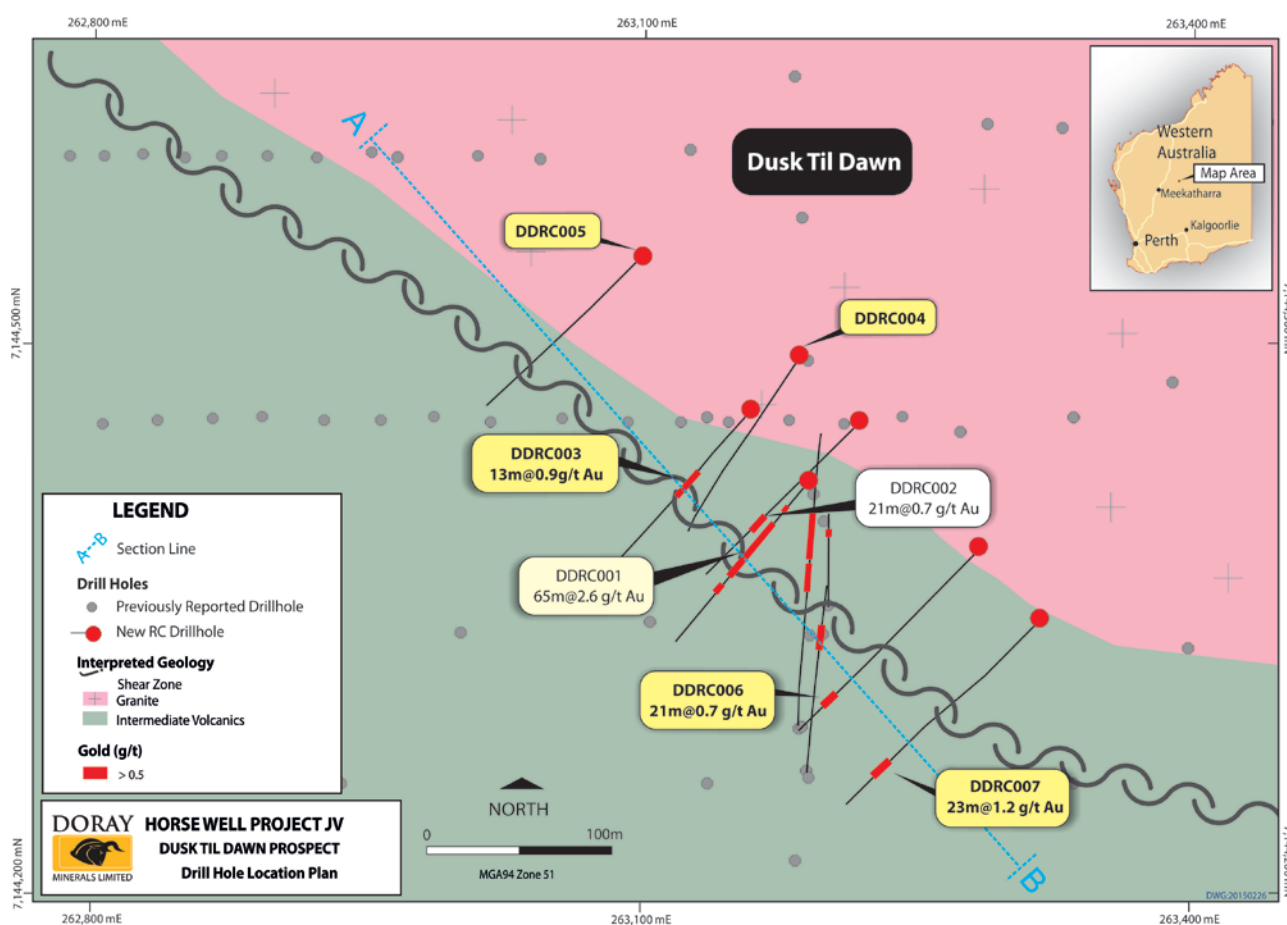 262,800 mE
263,100 mE
263,400 mE
A
Dusk Til Dawn
Western
Australia
Map Area
Meekatharra
Kalgoorlie
Perth
DDRC005
DDRC004
7,144,500 mN
DDRC003
13m@0.9g/t Au
DDRC002
21m@0.7 g/t Au
DDRC001
65m@2.6 g/t Au
DDRC006
21m@0.7 g/t Au
DDRC007
23m@1.2 g/t Au
LEGEND
A--B Section Line
Drill Holes
Previously Reported Drillhole
New RC Drillhole
Interpreted Geology
Shear Zone
Granite
Intermediate Volcanics
Gold (g/t)
> 0.5
NORTH
0 100m
MGA94 Zone 51
DORAY
MINERALS LIMITED
HORSE WELL PROJECT JV
DUSK TIL DAWN PROSPECT
Drill Hole Location Plan
B
DWG:20150226
7,144,200 mN
262,800 mE
263,100 mE
263,400 mE